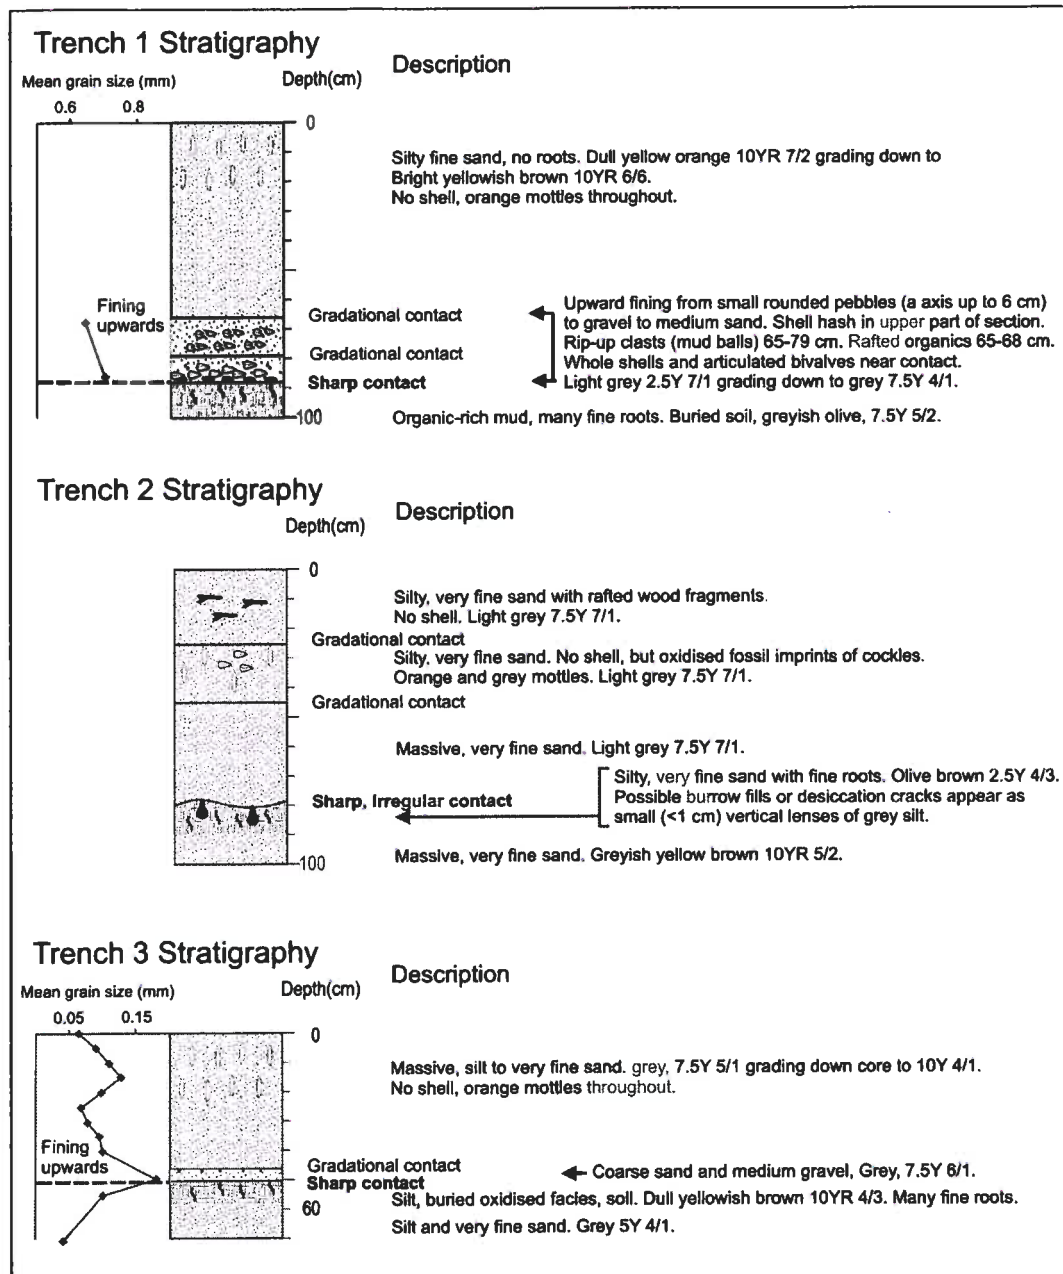 Trench 1 Stratigraphy
Mean grain size (mm)
Depth(cm)
Description
0.6 0.8
0
Silty fine sand, no roots. Dull yellow orange 10YR 7/2 grading down to
Bright yellowish brown 10YR 6/6.
No shell, orange mottles throughout.
Fining
upwards
Gradational contact
Gradational contact
Sharp contact
Upward fining from small rounded pebbles (a axis up to 6 cm)
to gravel to medium sand. Shell hash in upper part of section.
Rip-up clasts (mud balls) 65-79 cm. Rafted organics 65-68 cm.
Whole shells and articulated bivalves near contact.
Light grey 2.5Y 7/1 grading down to grey 7.5Y 4/1.
100
Organic-rich mud, many fine roots. Buried soil, greyish olive, 7.5Y 5/2.
Trench 2 Stratigraphy
Depth(cm)
Description
0
Silty, very fine sand with rafted wood fragments.
No shell. Light grey 7.5Y 7/1.
Gradational contact
Silty, very fine sand. No shell, but oxidised fossil imprints of cockles.
Orange and grey mottles. Light grey 7.5Y 7/1.
Gradational contact
Massive, very fine sand. Light grey 7.5Y 7/1.
Sharp, Irregular contact
Silty, very fine sand with fine roots. Olive brown 2.5Y 4/3.
Possible burrow fills or desiccation cracks appear as
small (<1 cm) vertical lenses of grey silt.
100
Massive, very fine sand. Greyish yellow brown 10YR 5/2.
Trench 3 Stratigraphy
Mean grain size (mm)
Depth(cm)
Description
0.05 0.15
0
Massive, silt to very fine sand. grey, 7.5Y 5/1 grading down core to 10Y 4/1.
No shell, orange mottles throughout.
Fining
upwards
Gradational contact
Coarse sand and medium gravel, Grey, 7.5Y 6/1.
Sharp contact
Silt, buried oxidised facies, soil. Dull yellowish brown 10YR 4/3. Many fine roots.
60
Silt and very fine sand. Grey 5Y 4/1.